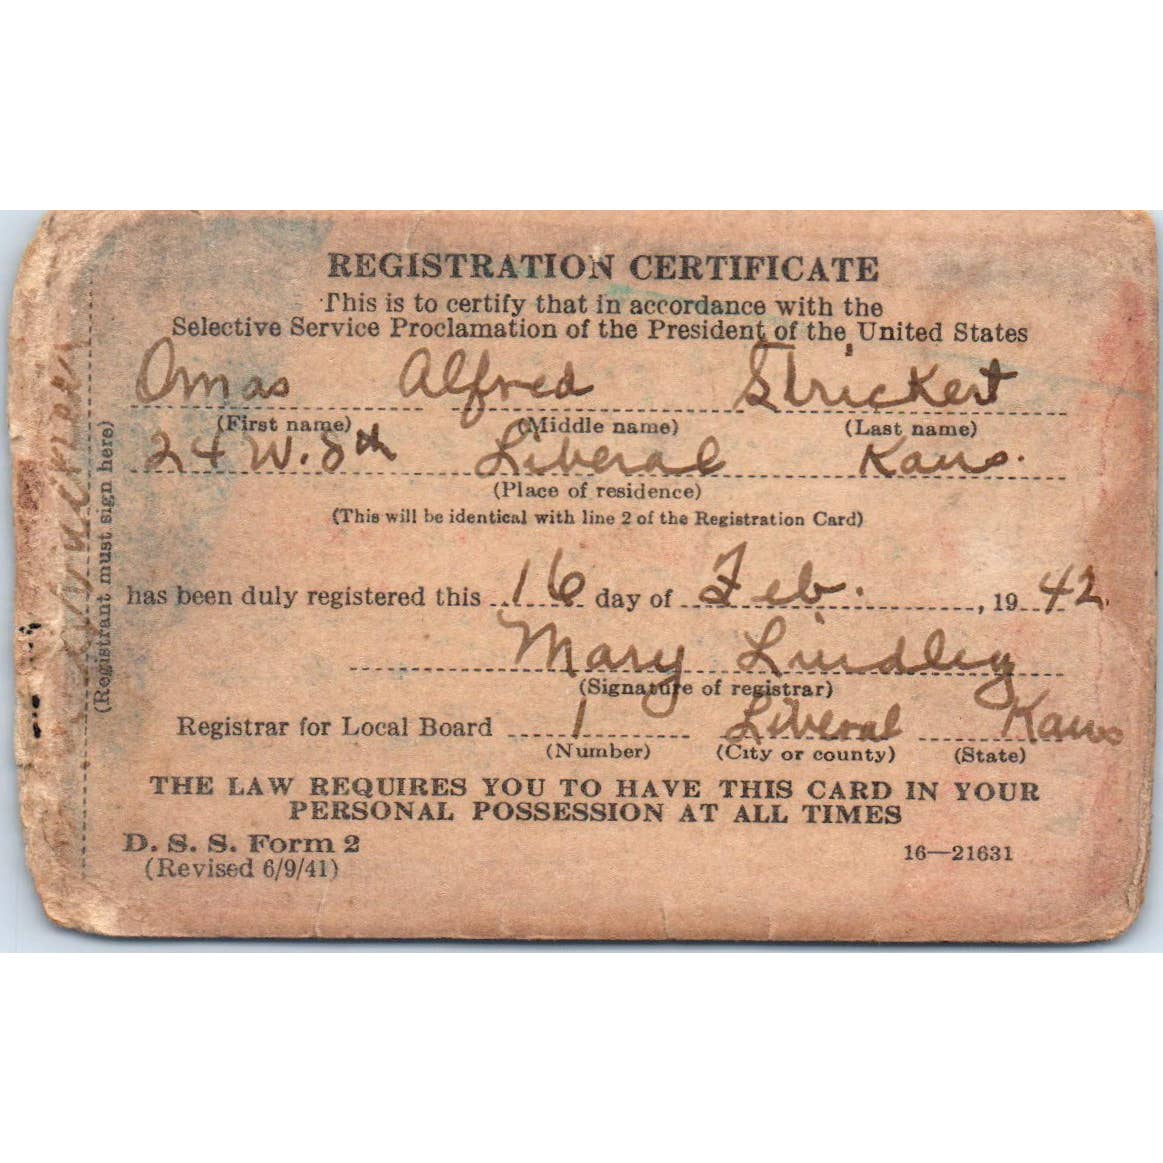 REGISTRATION CERTIFICATE
This is to certify that in accordance with the
Selective Service Proclamation of the President of the United States
Omas Alfred Strickert
(First name) (Middle name) (Last name)
24 W. 8th Liberal Kans.
(Place of residence)
(This will be identical with line 2 of the Registration Card)
has been duly registered this 16 day of Feb. , 19 42
Mary Lindley
(Signature of registrar)
Registrar for Local Board 1 Liberal Kans
(Number) (City or county) (State)
THE LAW REQUIRES YOU TO HAVE THIS CARD IN YOUR
PERSONAL POSSESSION AT ALL TIMES
D. S. S. Form 2
(Revised 6/9/41)
16—21631
(Registrant must sign here)